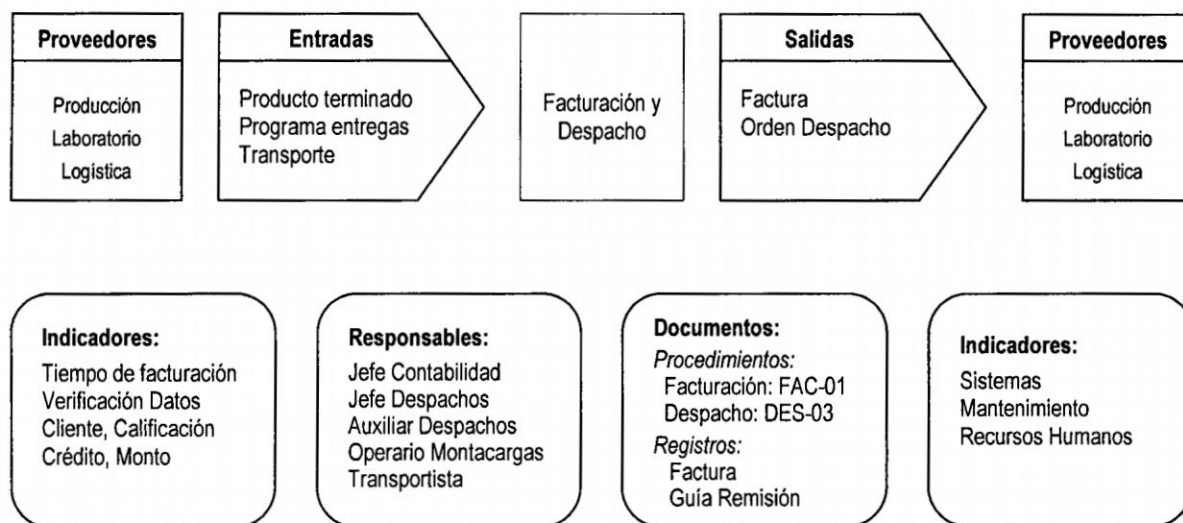 Proveedores
Producción
Laboratorio
Logística
Entradas
Producto terminado
Programa entregas
Transporte
Facturación y
Despacho
Salidas
Factura
Orden Despacho
Proveedores
Producción
Laboratorio
Logística
Indicadores:
Tiempo de facturación
Verificación Datos
Cliente, Calificación
Crédito, Monto
Responsables:
Jefe Contabilidad
Jefe Despachos
Auxiliar Despachos
Operario Montacargas
Transportista
Documentos:
Procedimientos:
Facturación: FAC-01
Despacho: DES-03
Registros:
Factura
Guía Remisión
Indicadores:
Sistemas
Mantenimiento
Recursos Humanos